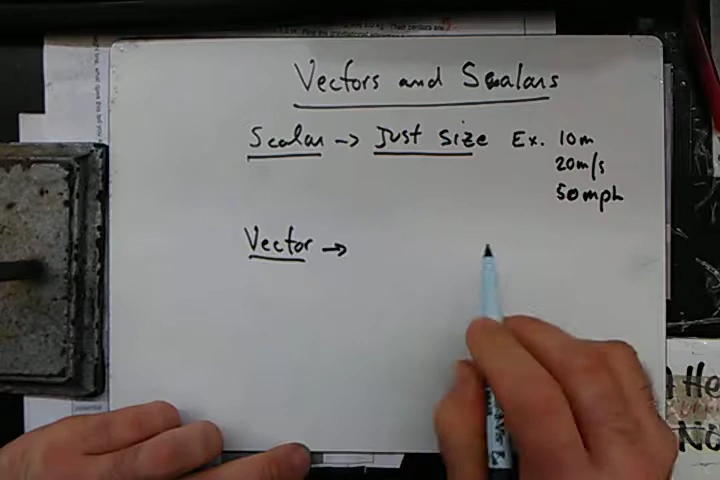 Vectors and Scalars
Scalar → Just size Ex. 10m
20m/s
50mph
Vector →